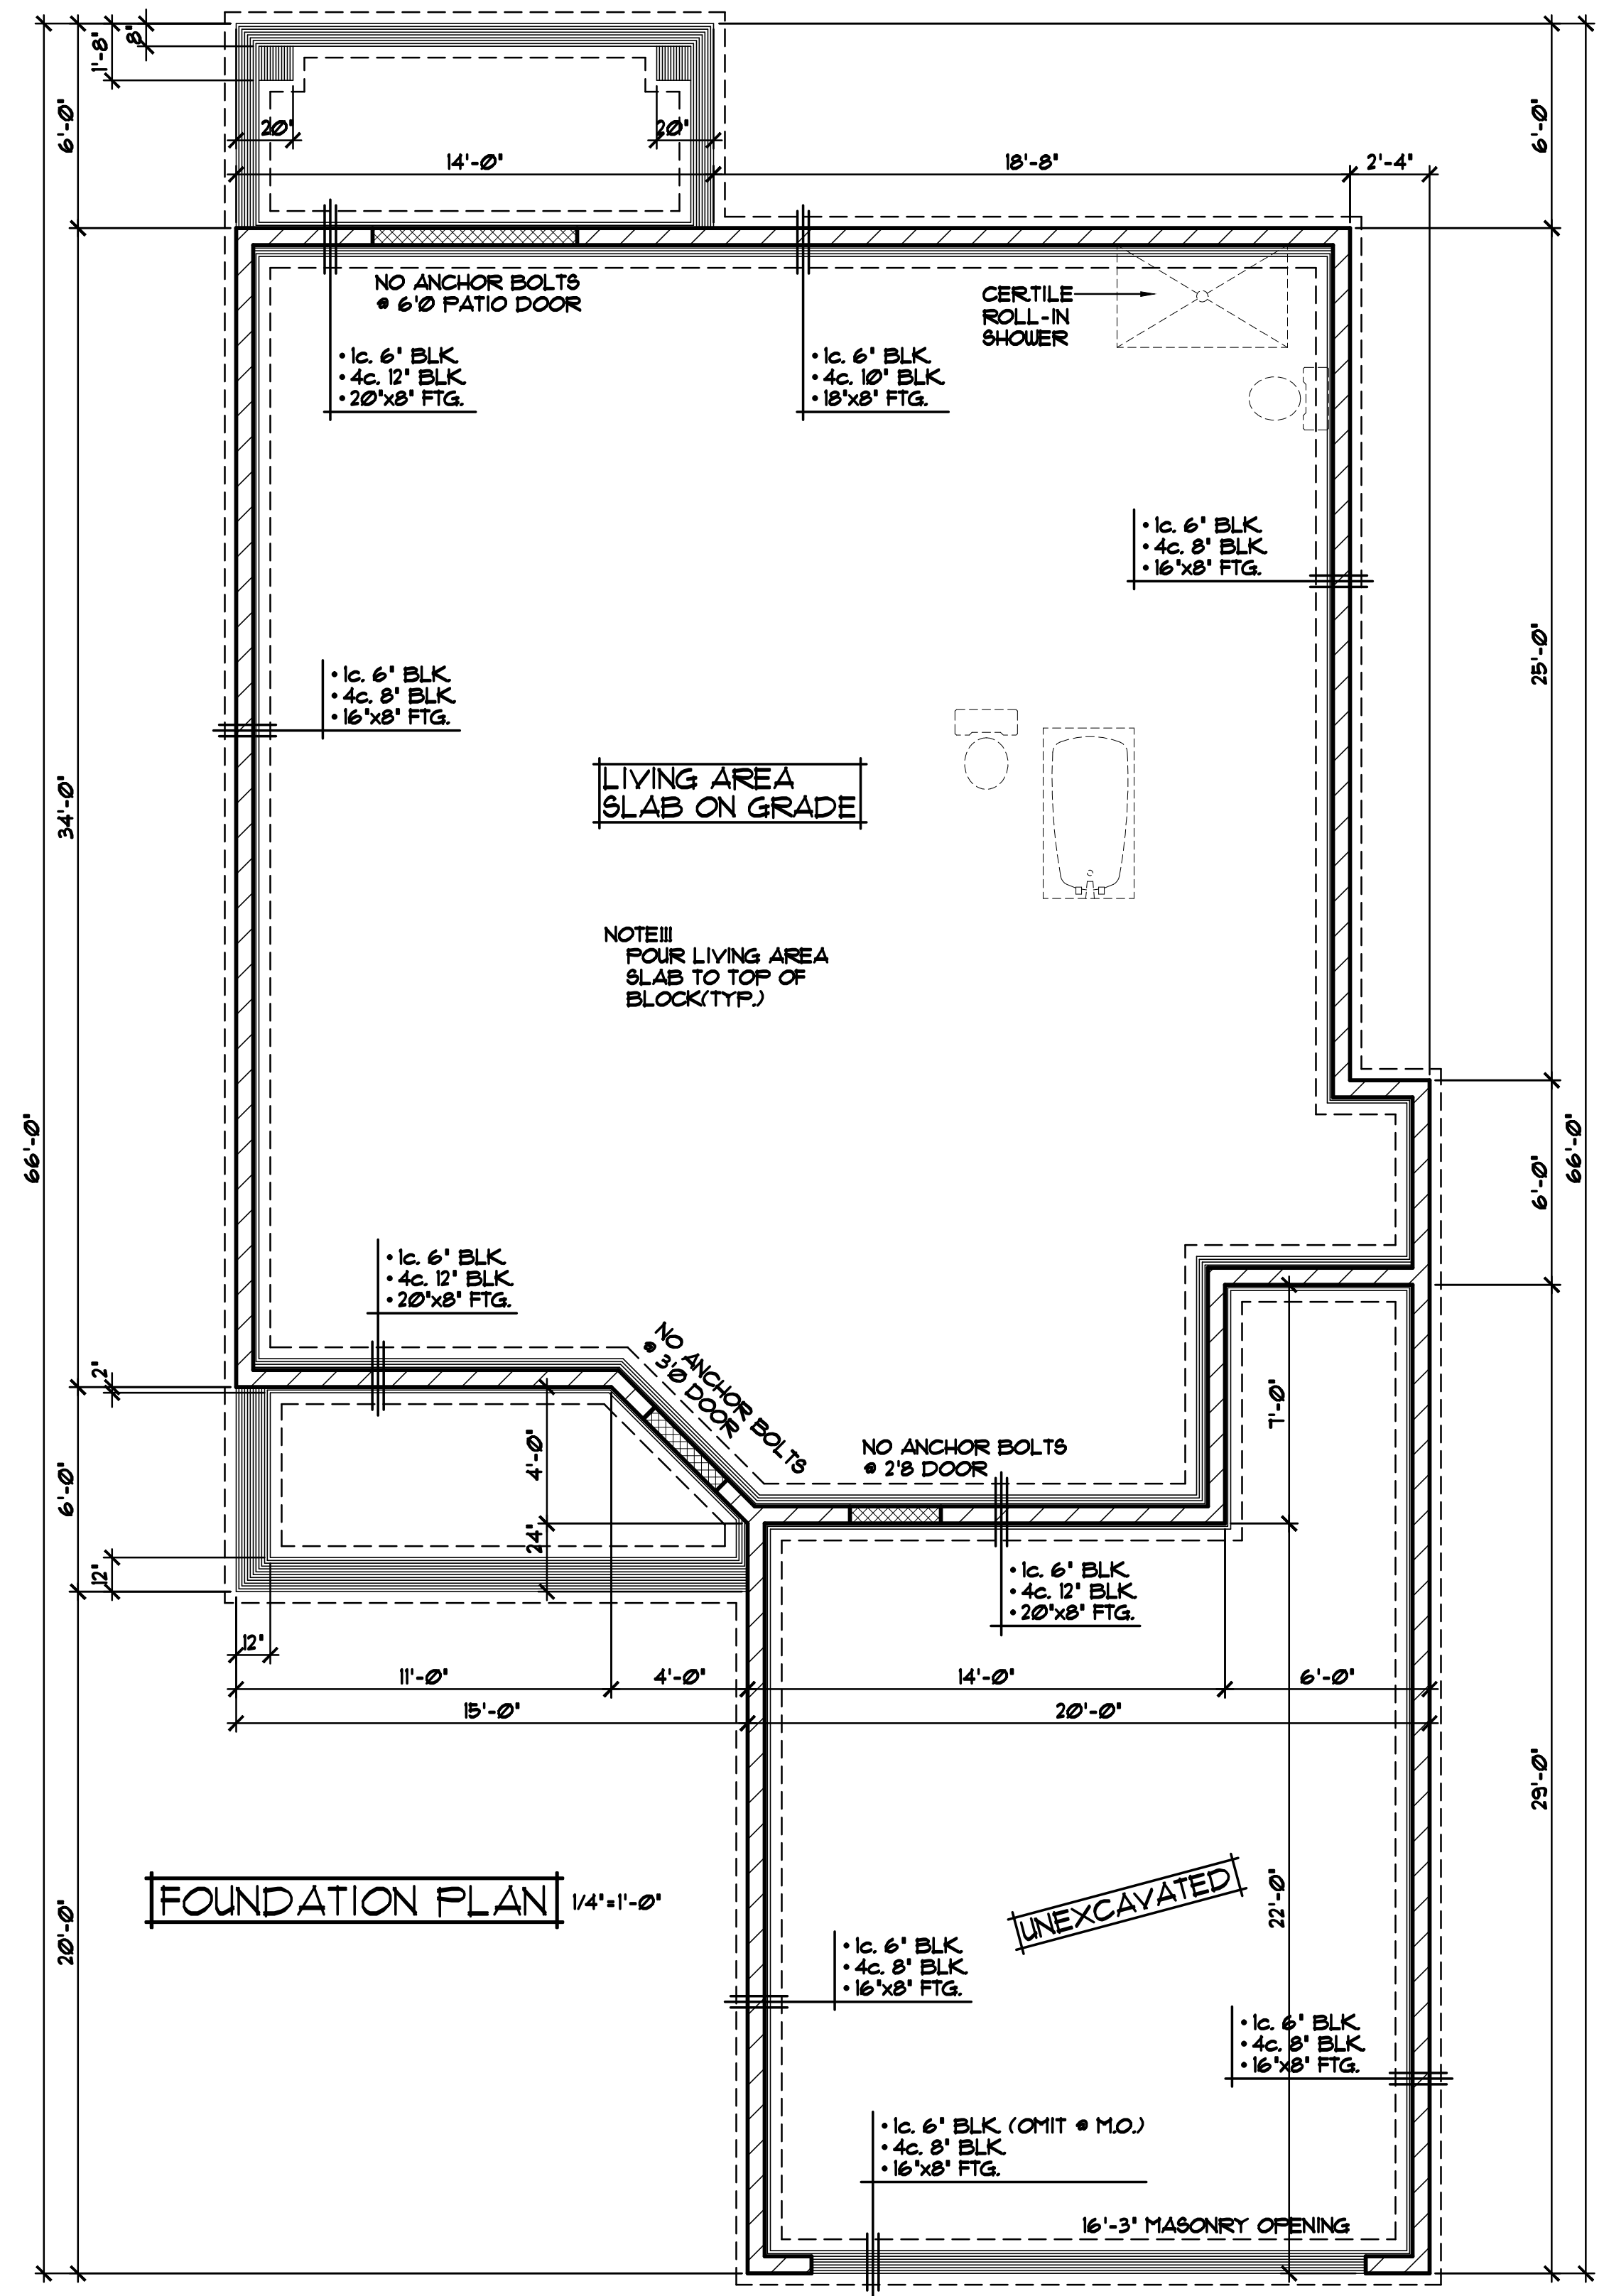 8"
1'-8"
6'-0"
6'-0"
20"
20"
14'-0"
18'-8"
2'-4"
NO ANCHOR BOLTS
@ 6'0 PATIO DOOR
CERTILE
ROLL-IN
SHOWER
•1c. 6" BLK.
•4c. 12" BLK.
•20"x8" FTG.
•1c. 6" BLK.
•4c. 10" BLK.
•18"x8" FTG.
•1c. 6" BLK.
•4c. 8" BLK.
•16"x8" FTG.
25'-0"
•1c. 6" BLK.
•4c. 8" BLK.
•16"x8" FTG.
34'-0"
LIVING AREA
SLAB ON GRADE
NOTE!!!
POUR LIVING AREA
SLAB TO TOP OF
BLOCK(TYP.)
66'-0"
66'-0"
6'-0"
•1c. 6" BLK.
•4c. 12" BLK.
•20"x8" FTG.
2"
NO ANCHOR BOLTS
@ 3'0 DOOR
7'-0"
4'-0"
NO ANCHOR BOLTS
@ 2'8 DOOR
6'-0"
24"
12"
•1c. 6" BLK.
•4c. 12" BLK.
•20"x8" FTG.
12"
11'-0"
4'-0"
14'-0"
6'-0"
15'-0"
20'-0"
29'-0"
FOUNDATION PLAN
1/4"=1'-0"
20'-0"
UNEXCAVATED
22'-0"
•1c. 6" BLK.
•4c. 8" BLK.
•16"x8" FTG.
•1c. 6" BLK.
•4c. 8" BLK.
•16"x8" FTG.
•1c. 6" BLK. (OMIT @ M.O.)
•4c. 8" BLK.
•16"x8" FTG.
16'-3" MASONRY OPENING